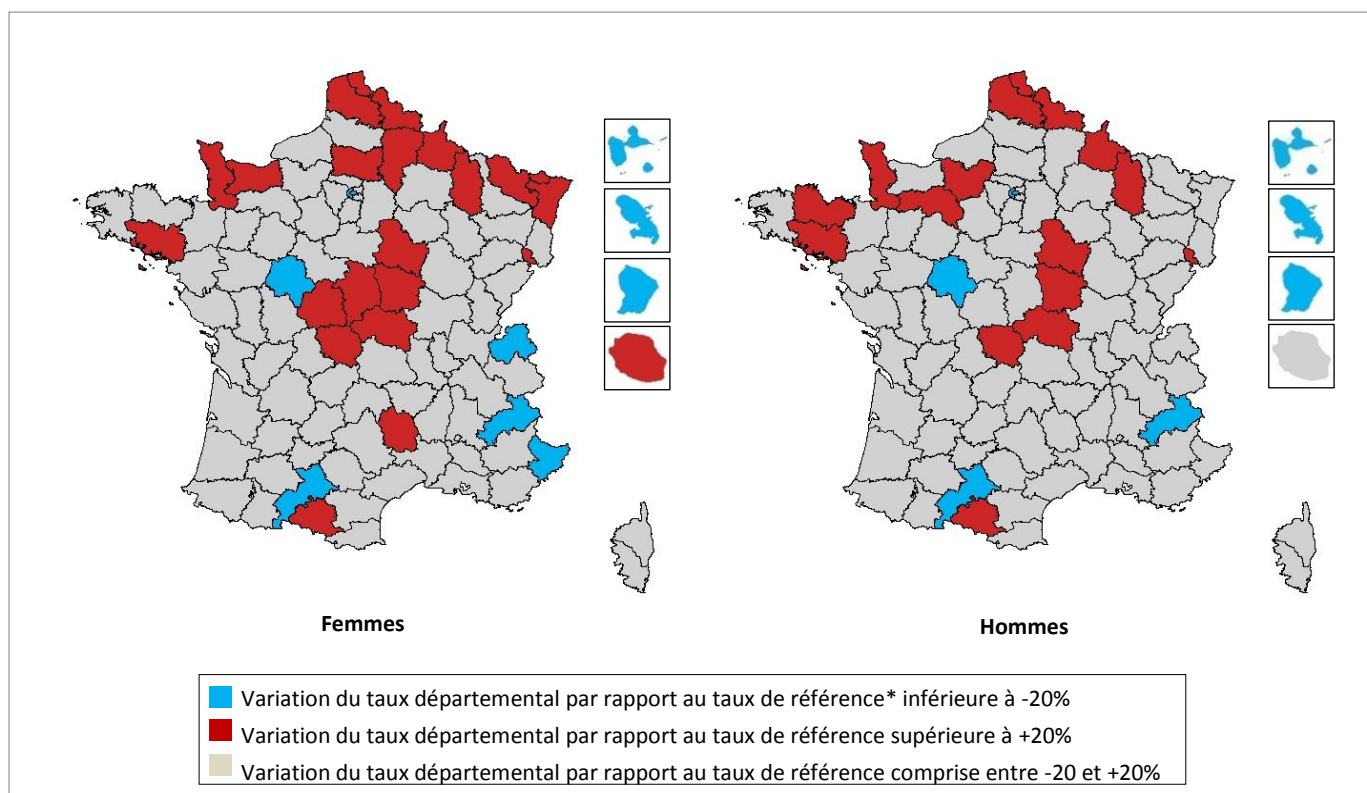 Femmes
Hommes
Variation du taux départemental par rapport au taux de référence* inférieure à -20%
Variation du taux départemental par rapport au taux de référence supérieure à +20%
Variation du taux départemental par rapport au taux de référence comprise entre -20 et +20%